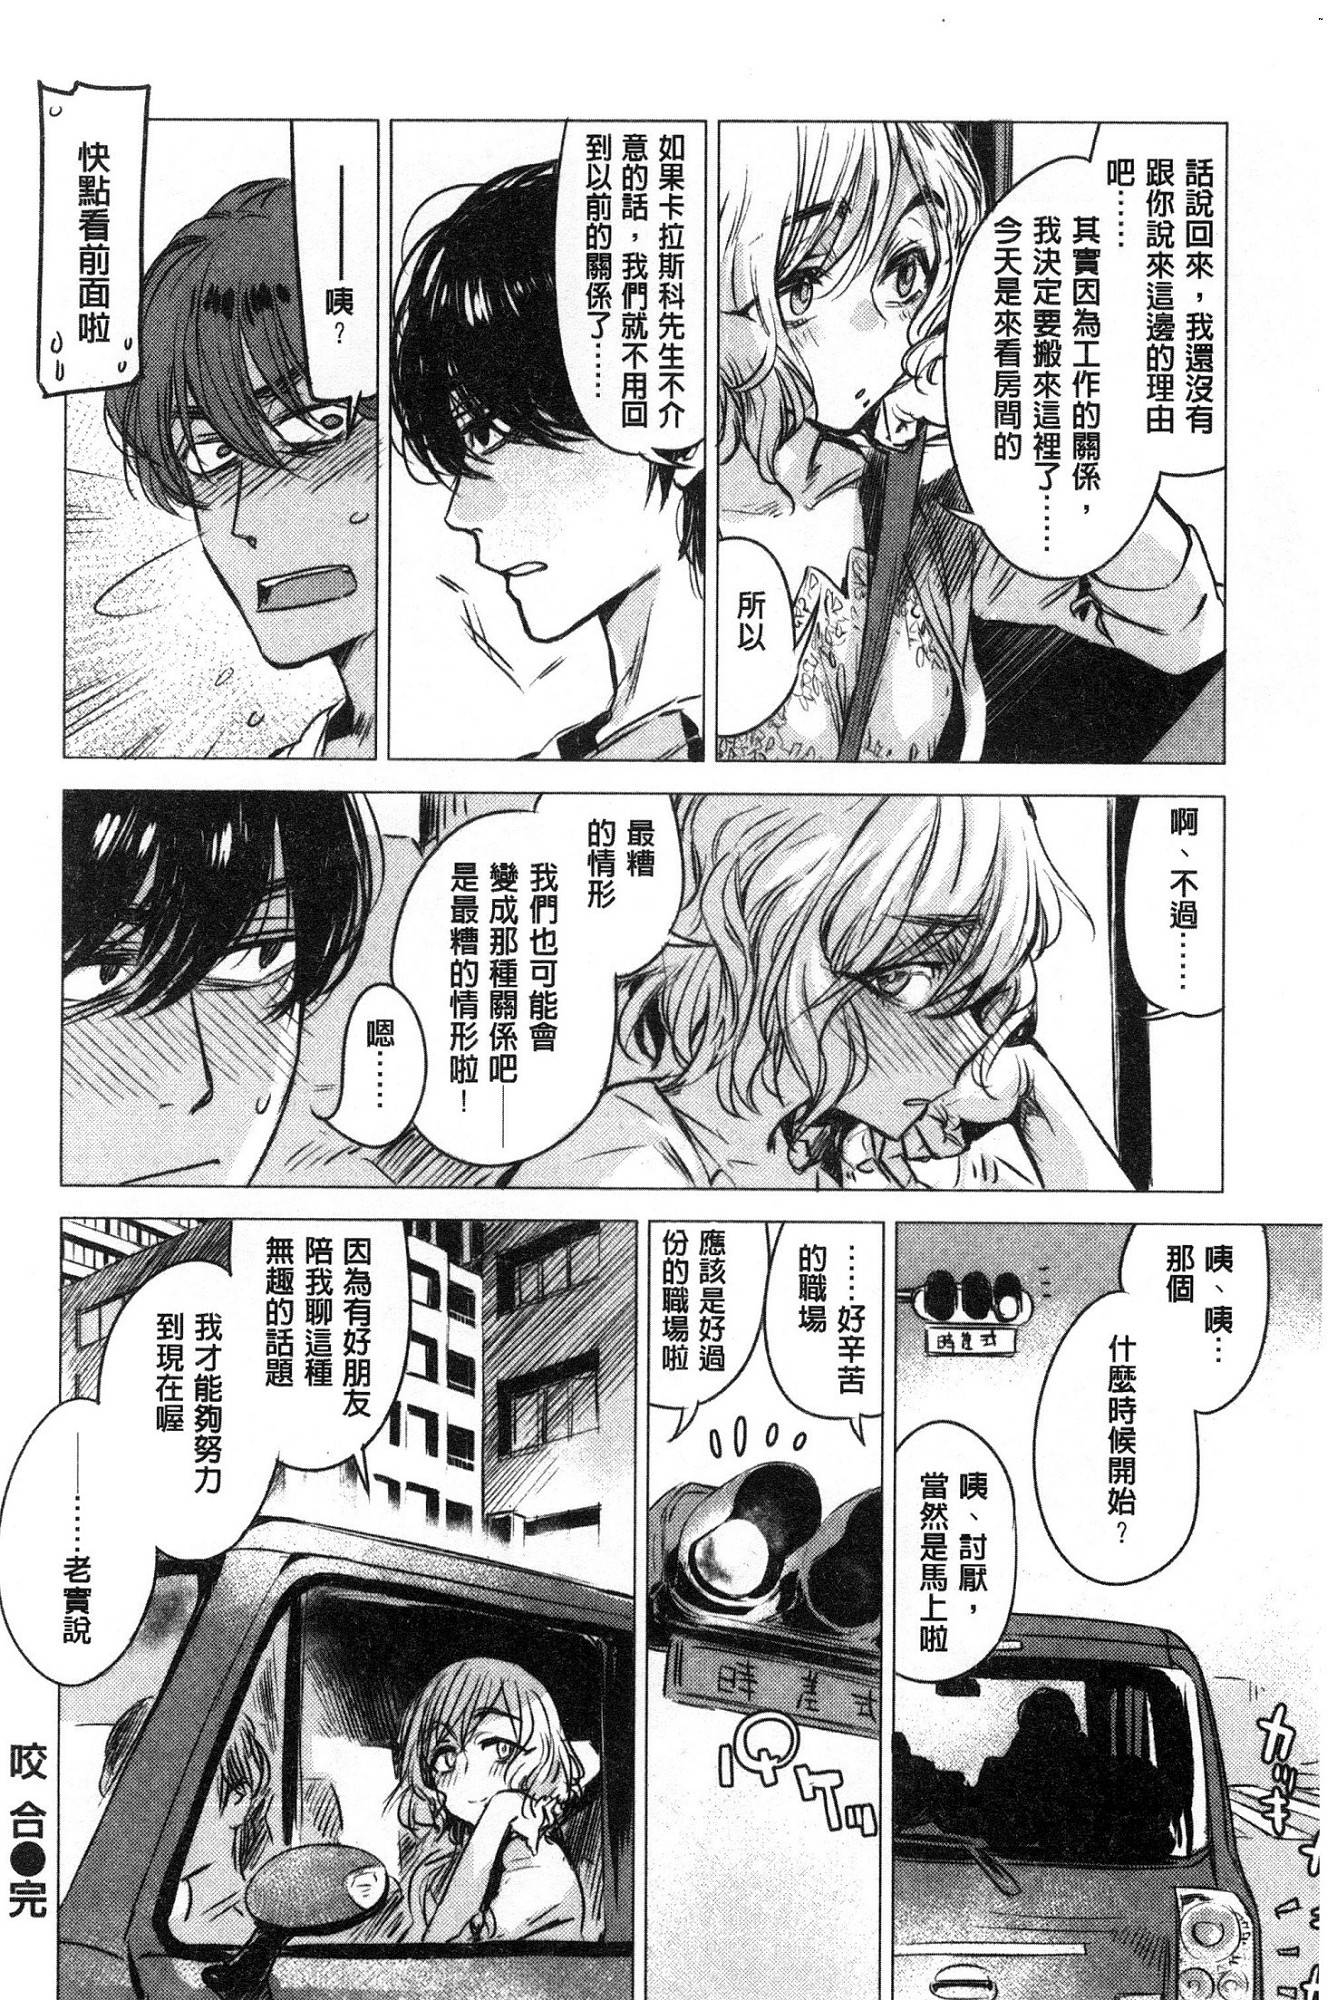 話說回來，我還沒有
跟你說來這邊的理由
吧……
其實因為工作的關係，
我決定要搬來這裡了……
今天是來看房間的
所以
如果卡拉斯科先生不介
意的話，我們就不用回
到以前的關係了……
——咦？
快點看前面啦
啊、不過……
最糟
的情形
我們也可能會
變成那種關係吧——
是最糟的情形啦！
嗯……
咦、咦…
那個
什麼時候開始？
咦、討厭，
當然是馬上啦
時差式
カッキ
……好辛苦
的職場
應該是好過
份的職場啦
時差式
因為有好朋友
陪我聊這種
無趣的話題
我才能夠努力
到現在喔
——……老實說
咬合●完